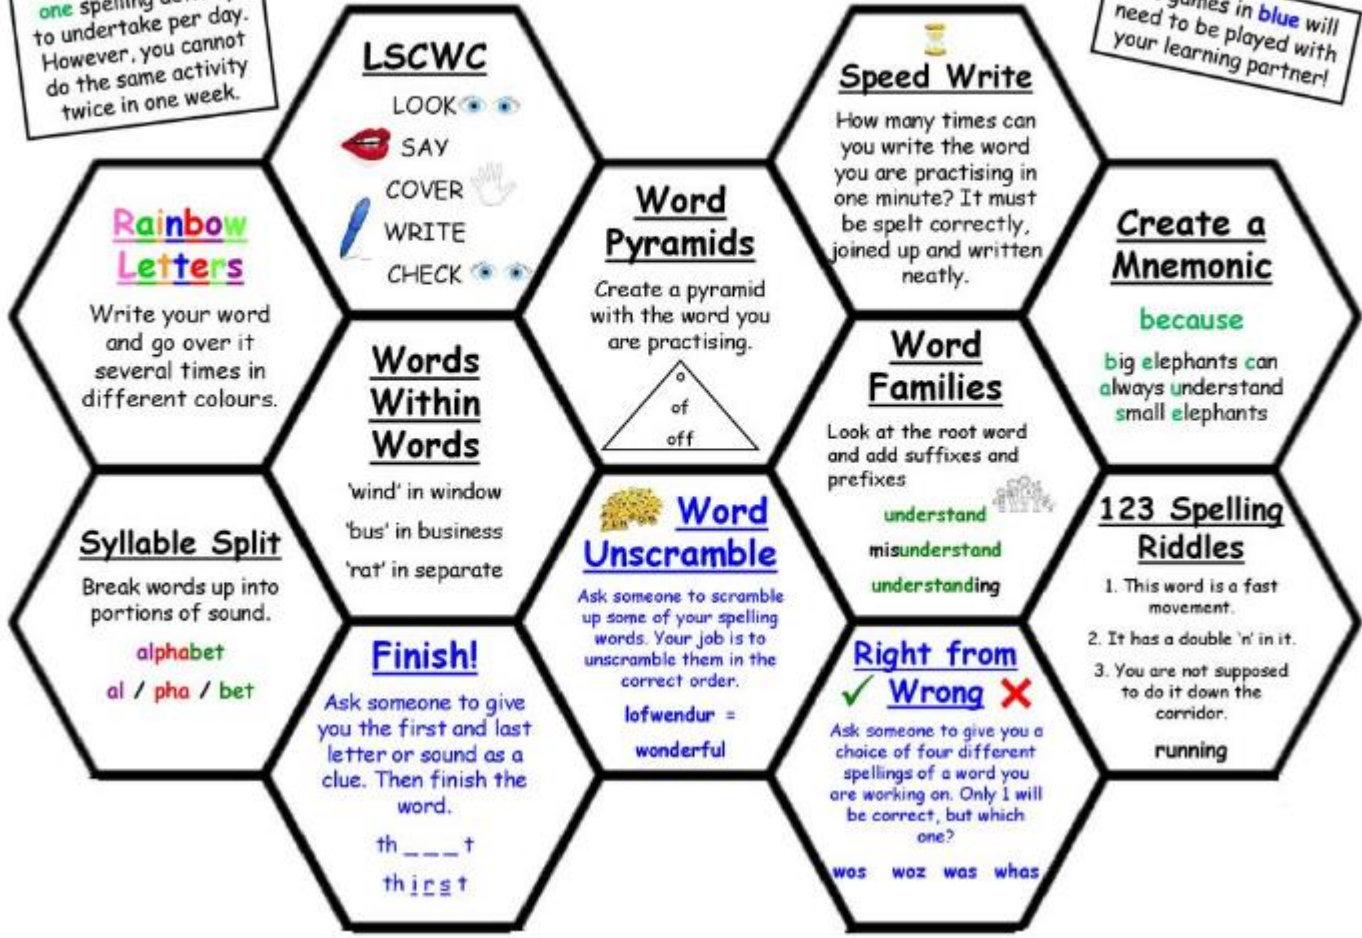 one spelling
to undertake per day.
However, you cannot
do the same activity
twice in one week.
LSCWC
LOOK
SAY
COVER
WRITE
CHECK
Speed Write
How many times can
you write the word
you are practising in
one minute? It must
be spelt correctly,
joined up and written
neatly.
games in blue will
need to be played with
your learning partner!
Rainbow
Letters
Write your word
and go over it
several times in
different colours.
Word
Pyramids
Create a pyramid
with the word you
are practising.
o
of
off
Create a
Mnemonic
because
big elephants can
always understand
small elephants
Words
Within
Words
'wind' in window
'bus' in business
'rat' in separate
Word
Families
Look at the root word
and add suffixes and
prefixes
understand
misunderstand
understanding
Syllable Split
Break words up into
portions of sound.
alphabet
al / pha / bet
Word
Unscramble
Ask someone to scramble
up some of your spelling
words. Your job is to
unscramble them in the
correct order.
lofwendur =
wonderful
123 Spelling
Riddles
1. This word is a fast
movement.
2. It has a double 'n' in it.
3. You are not supposed
to do it down the
corridor.
running
Finish!
Ask someone to give
you the first and last
letter or sound as a
clue. Then finish the
word.
th _ _ _ t
th i r s t
Right from
Wrong
Ask someone to give you a
choice of four different
spellings of a word you
are working on. Only 1 will
be correct, but which
one?
wos woz was whas